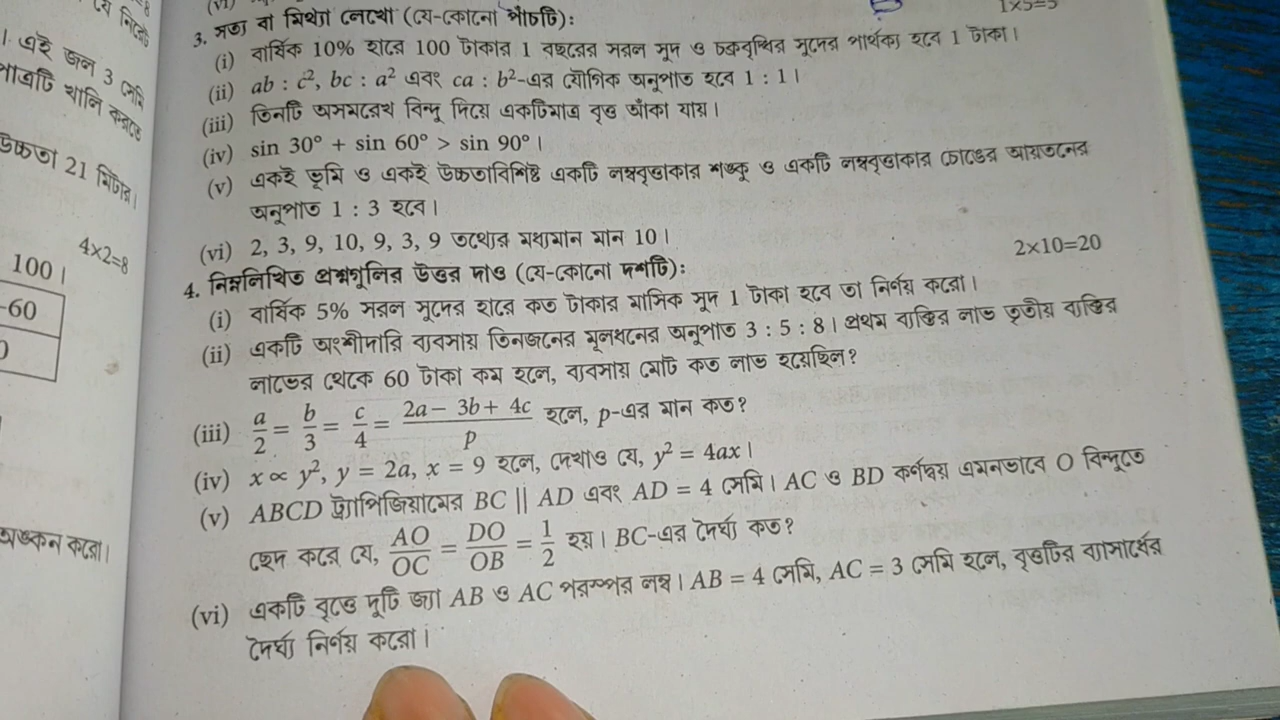 (vi)
=8
যে নিরেট
। এই জল 3 সেমি
পাত্রটি খালি করতে
উচ্চতা 21 মিটার।
4×2=8
100।
-60
অঙ্কন করো।
1×5=5
3. সত্য বা মিথ্যা লেখো (যে-কোনো পাঁচটি):
(i) বার্ষিক 10% হারে 100 টাকার 1 বছরের সরল সুদ ও চক্রবৃদ্ধির সুদের পার্থক্য হবে 1 টাকা।
(ii) ab : c², bc : a² এবং ca : b²-এর যৌগিক অনুপাত হবে 1 : 1।
(iii) তিনটি অসমরেখ বিন্দু দিয়ে একটিমাত্র বৃত্ত আঁকা যায়।
(iv) sin 30° + sin 60° > sin 90°।
(v) একই ভূমি ও একই উচ্চতাবিশিষ্ট একটি লম্ববৃত্তাকার শঙ্কু ও একটি লম্ববৃত্তাকার চোঙের আয়তনের
অনুপাত 1 : 3 হবে।
(vi) 2, 3, 9, 10, 9, 3, 9 তথ্যের মধ্যমান মান 10।
4. নিম্নলিখিত প্রশ্নগুলির উত্তর দাও (যে-কোনো দশটি): 2×10=20
(i) বার্ষিক 5% সরল সুদের হারে কত টাকার মাসিক সুদ 1 টাকা হবে তা নির্ণয় করো।
(ii) একটি অংশীদারি ব্যবসায় তিনজনের মূলধনের অনুপাত 3 : 5 : 8। প্রথম ব্যক্তির লাভ তৃতীয় ব্যক্তির
লাভের থেকে 60 টাকা কম হলে, ব্যবসায় মোট কত লাভ হয়েছিল?
(iii) a/2 = b/3 = c/4 = (2a − 3b + 4c)/p হলে, p-এর মান কত?
(iv) x ∝ y², y = 2a, x = 9 হলে, দেখাও যে, y² = 4ax।
(v) ABCD ট্র্যাপিজিয়ামের BC || AD এবং AD = 4 সেমি। AC ও BD কর্ণদ্বয় এমনভাবে O বিন্দুতে
ছেদ করে যে, AO/OC = DO/OB = 1/2 হয়। BC-এর দৈর্ঘ্য কত?
(vi) একটি বৃত্তে দুটি জ্যা AB ও AC পরস্পর লম্ব। AB = 4 সেমি, AC = 3 সেমি হলে, বৃত্তটির ব্যাসার্ধের
দৈর্ঘ্য নির্ণয় করো।